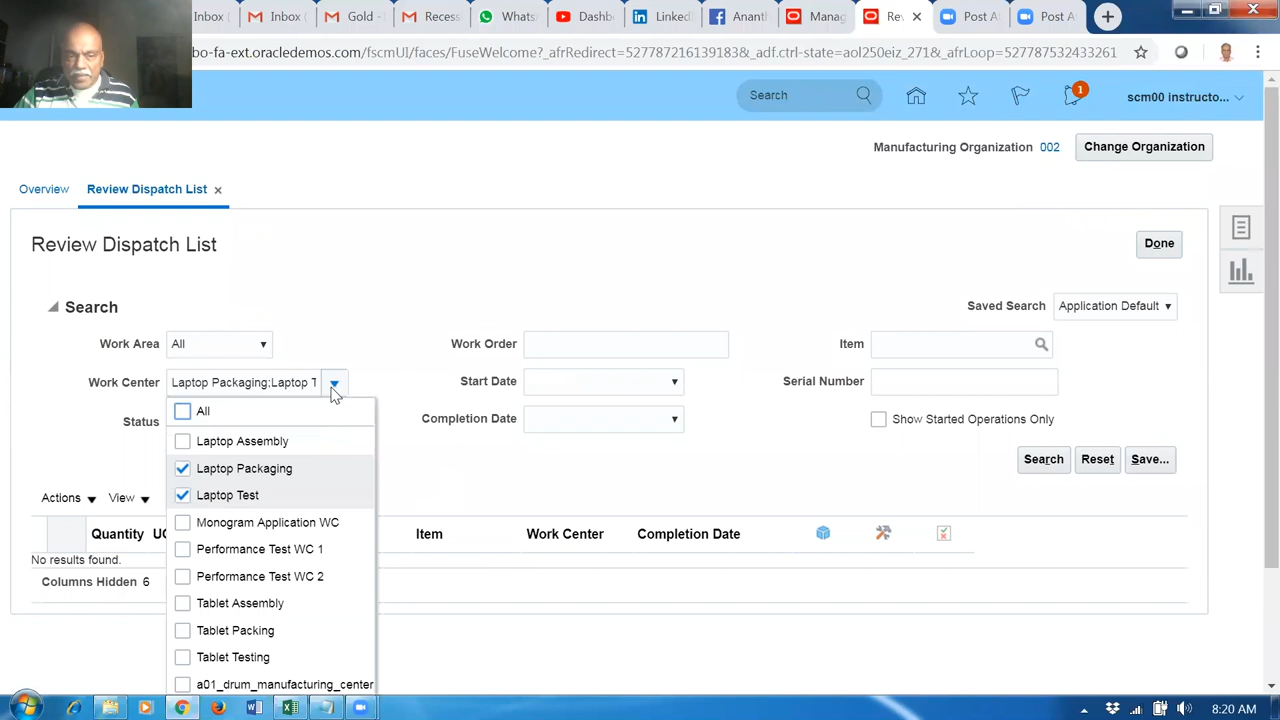 Inbox
Inbox
Gold -
Recess
Whats
Dashu
LinkedI
Anant
Manag
Re
Post A
bo-fa-ext.oracledemos.com/fscmUI/faces/FuseWelcome?_afrRedirect=527787216139183&_adf.ctrl-state=aol250eiz_271&_afrLoop=527787532433261
Search
1
scm00 instructo...
Manufacturing Organization 002
Change Organization
Overview
Review Dispatch List
Review Dispatch List
Done
Search
Saved Search Application Default
Work Area All
Work Order
Item
Work Center Laptop Packaging;Laptop T
Start Date
Serial Number
All
Status
Completion Date
Show Started Operations Only
Laptop Assembly
Laptop Packaging
Search Reset Save...
Laptop Test
Actions View
Monogram Application WC
Quantity UO Item Work Center Completion Date
Performance Test WC 1
No results found.
Performance Test WC 2
Columns Hidden 6
Tablet Assembly
Tablet Packing
Tablet Testing
a01_drum_manufacturing_center
8:20 AM